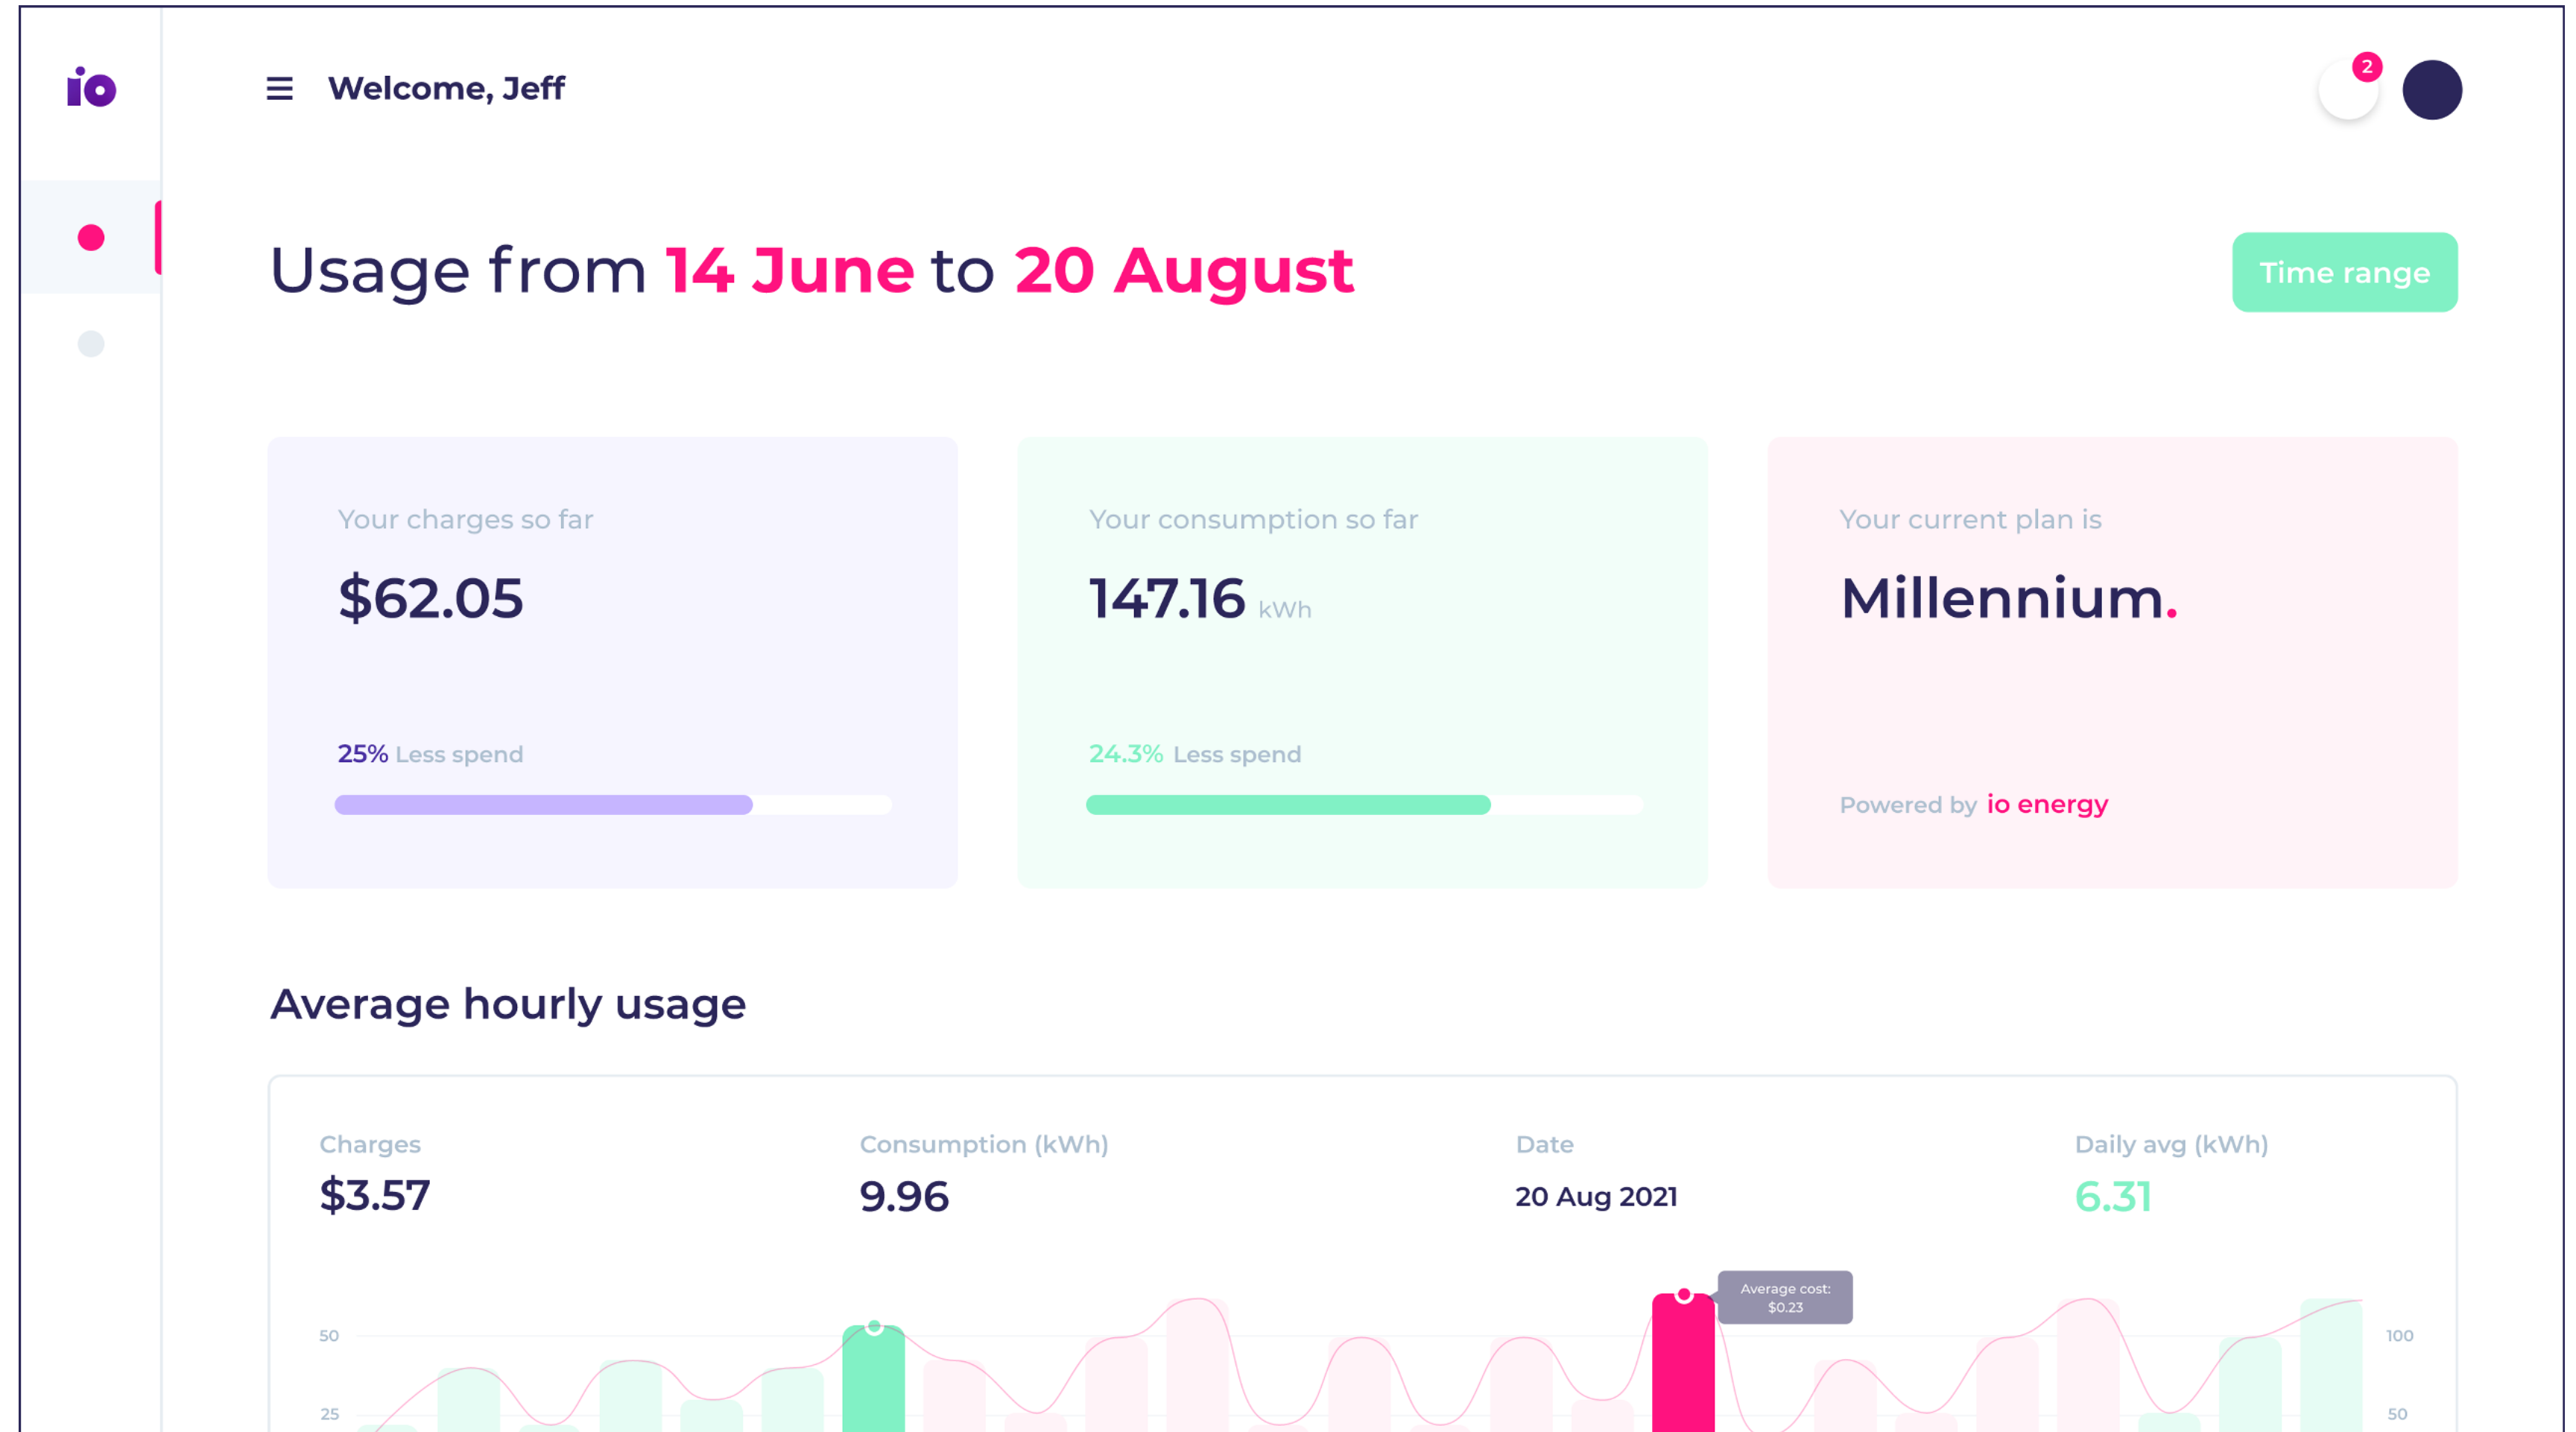 io
Welcome, Jeff
2
Usage from 14 June to 20 August
Time range
Your charges so far
$62.05
25% Less spend
Your consumption so far
147.16 kWh
24.3% Less spend
Your current plan is
Millennium.
Powered by io energy
Average hourly usage
Charges
$3.57
Consumption (kWh)
9.96
Date
20 Aug 2021
Daily avg (kWh)
6.31
Average cost:
$0.23
50
100
25
50